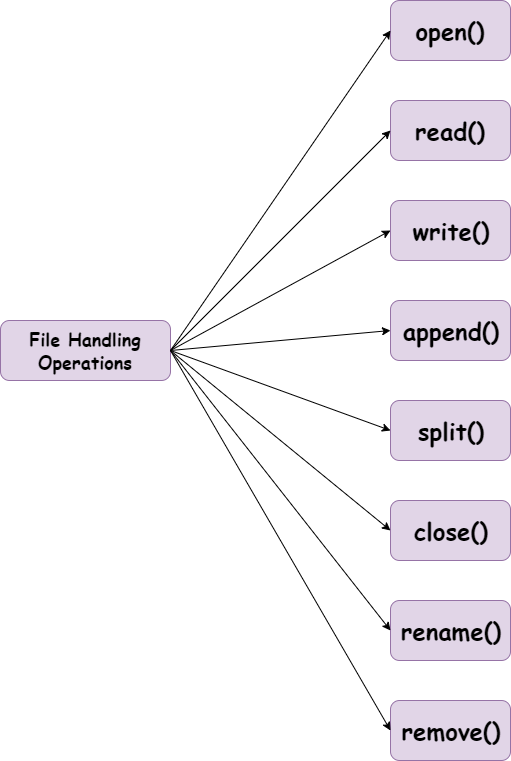 open()
read()
write()
append()
File Handling
Operations
split()
close()
rename()
remove()